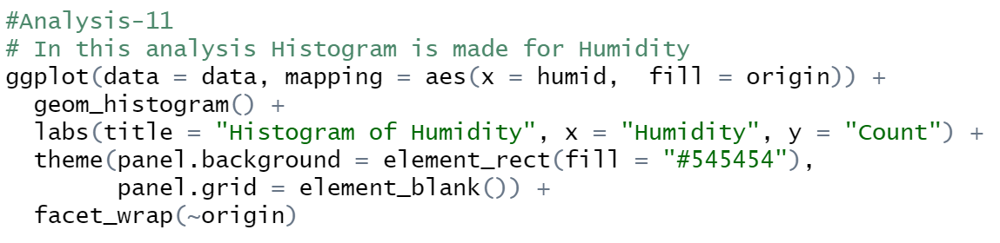 #Analysis-11
# In this analysis Histogram is made for Humidity
ggplot(data = data, mapping = aes(x = humid,  fill = origin)) +
  geom_histogram() +
  labs(title = "Histogram of Humidity", x = "Humidity", y = "Count") +
  theme(panel.background = element_rect(fill = "#545454"),
        panel.grid = element_blank()) +
  facet_wrap(~origin)